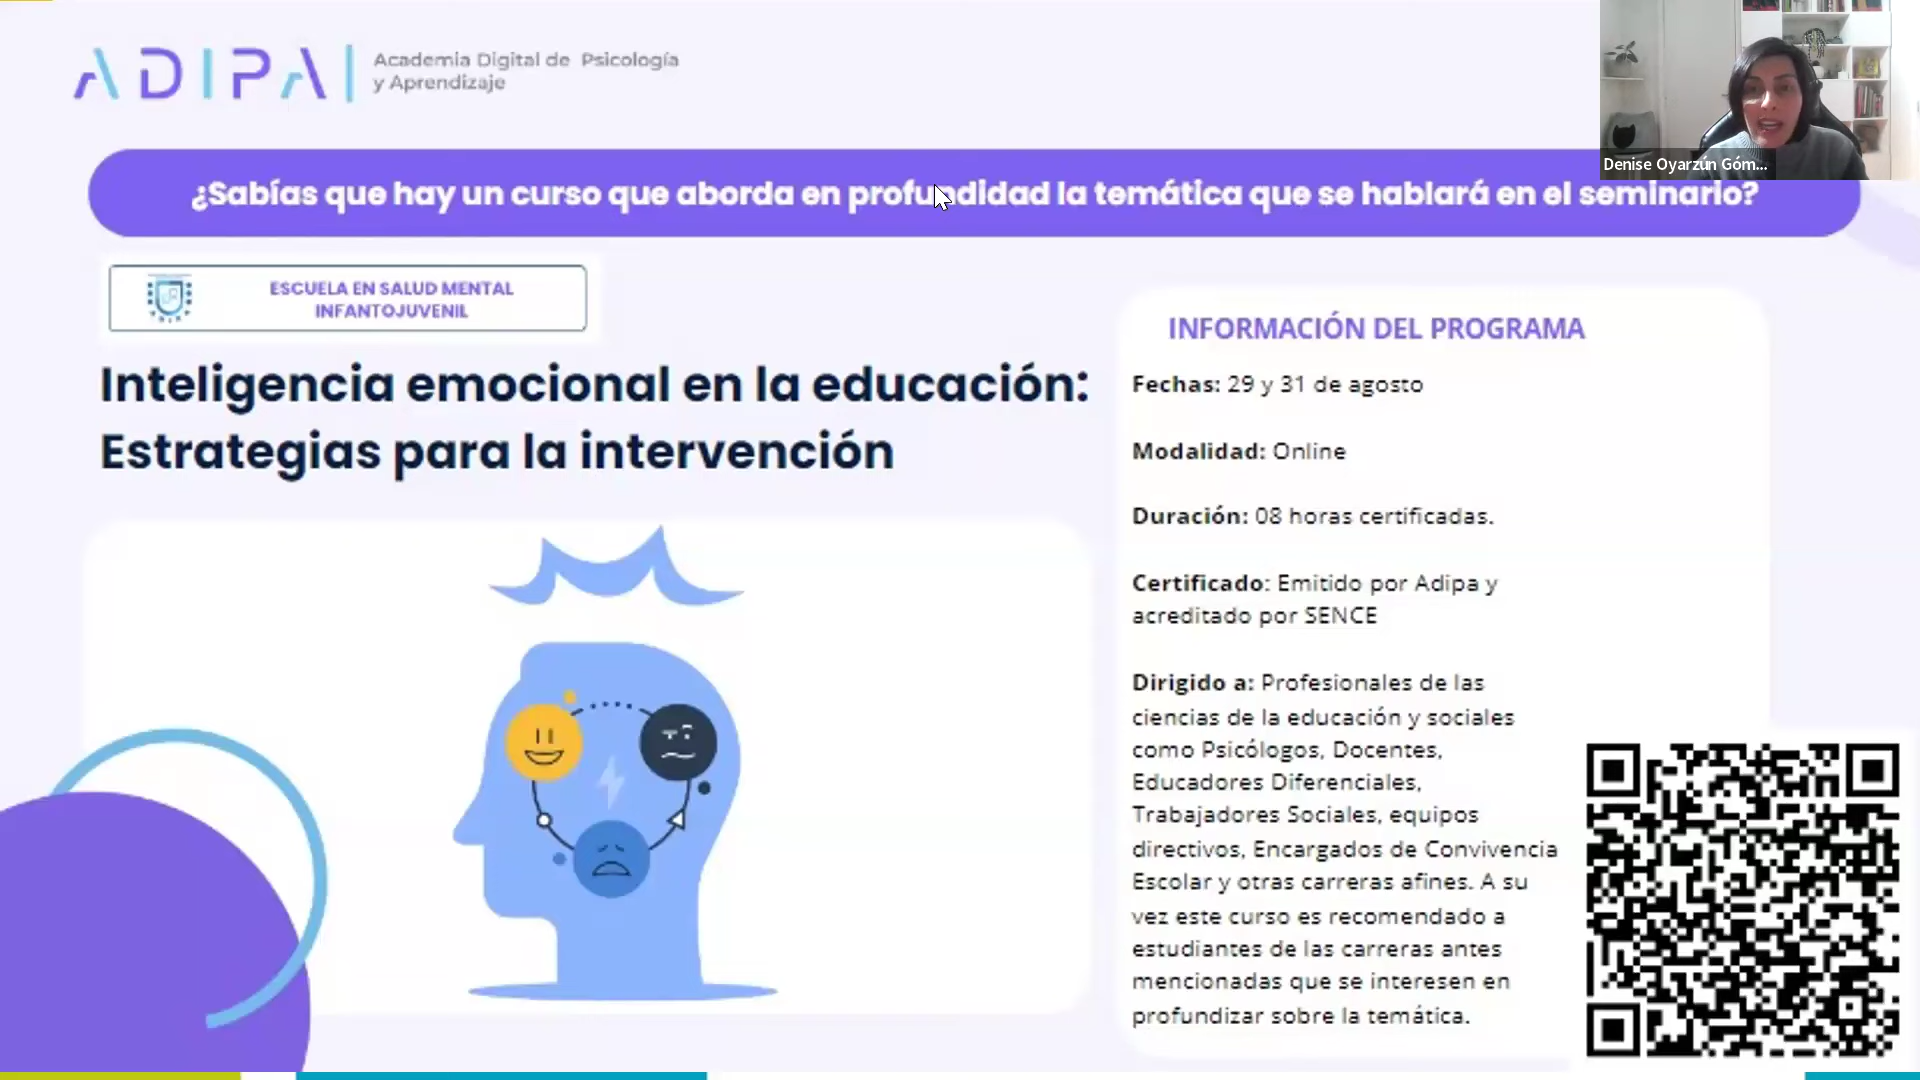 ADIPA
Academia Digital de Psicología
y Aprendizaje
Denise Oyarzún Góm...
¿Sabías que hay un curso que aborda en profundidad la temática que se hablará en el seminario?
ESCUELA EN SALUD MENTAL
INFANTOJUVENIL
Inteligencia emocional en la educación:
Estrategias para la intervención
INFORMACIÓN DEL PROGRAMA
Fechas: 29 y 31 de agosto
Modalidad: Online
Duración: 08 horas certificadas.
Certificado: Emitido por Adipa y
acreditado por SENCE
Dirigido a: Profesionales de las
ciencias de la educación y sociales
como Psicólogos, Docentes,
Educadores Diferenciales,
Trabajadores Sociales, equipos
directivos, Encargados de Convivencia
Escolar y otras carreras afines. A su
vez este curso es recomendado a
estudiantes de las carreras antes
mencionadas que se interesen en
profundizar sobre la temática.